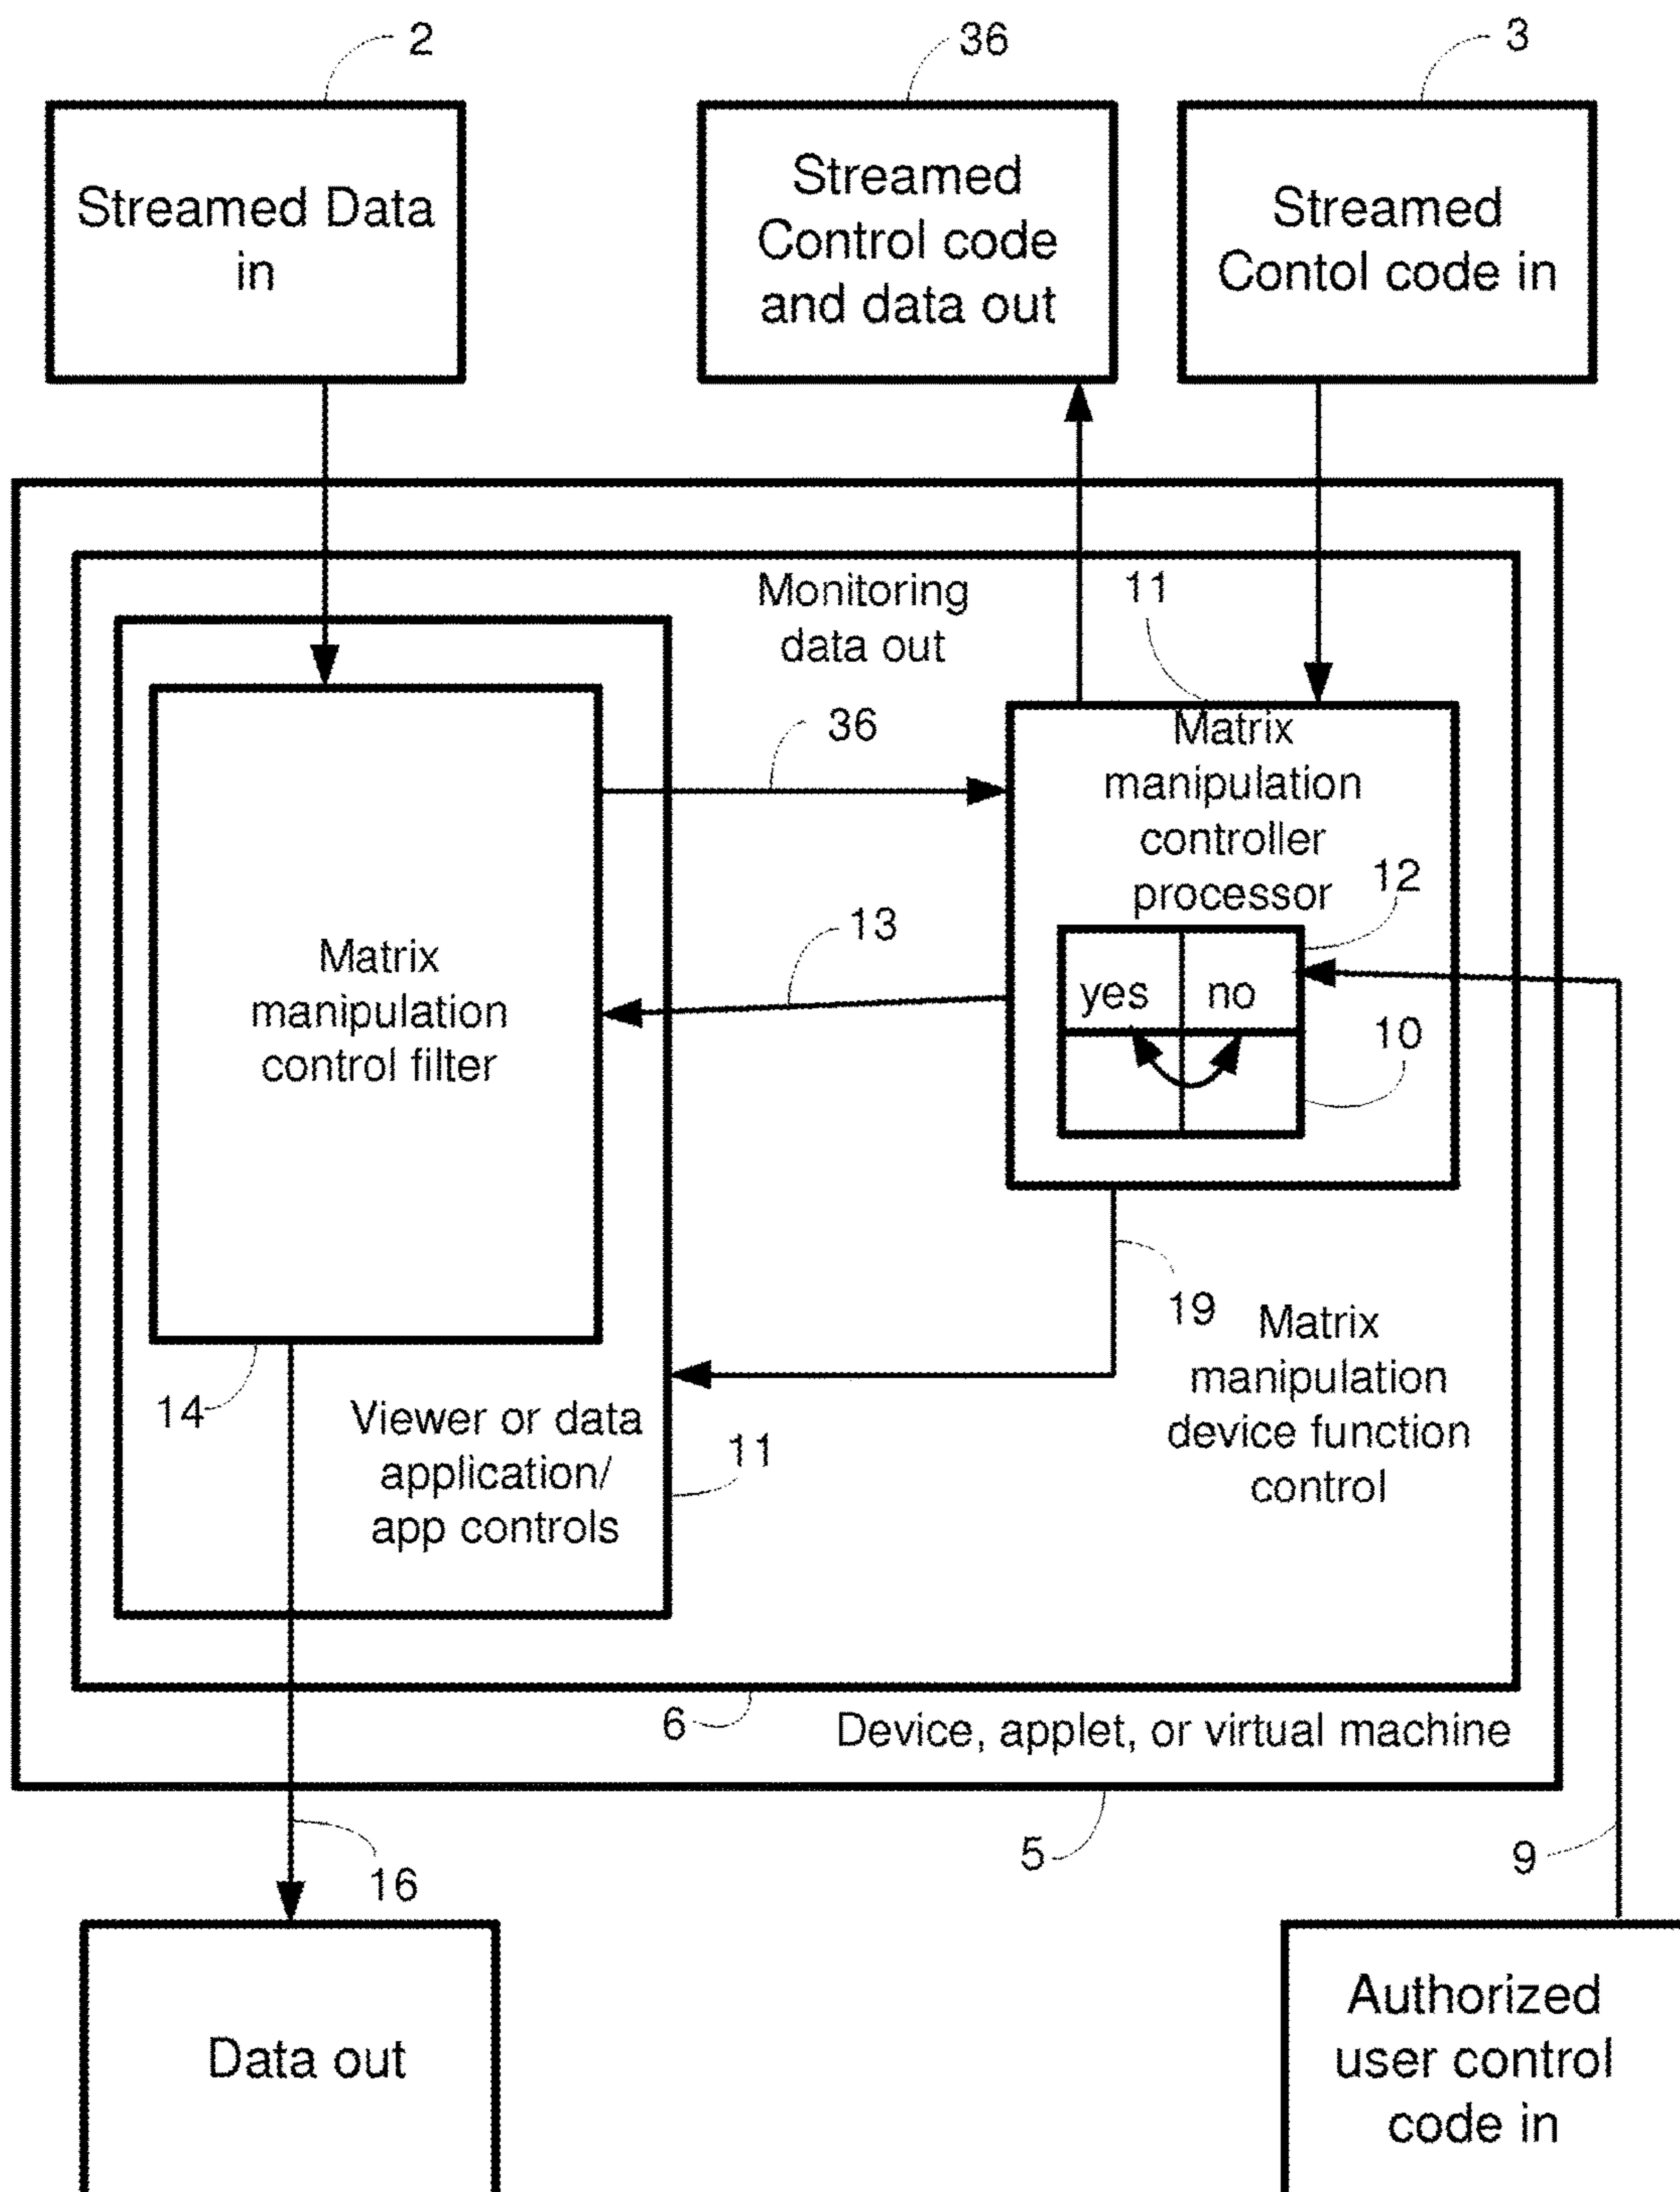 2
36
3
Streamed Data
in
Streamed
Control code
and data out
Streamed
Contol code in
Monitoring
data out
11
36
Matrix
manipulation
controller
processor
12
13
yes
no
10
Matrix
manipulation
control filter
19
Matrix
manipulation
device function
control
14
Viewer or data
application/
app controls
11
6
Device, applet, or virtual machine
5
9
16
Data out
Authorized
user control
code in